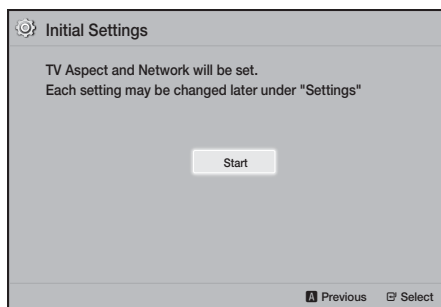 Initial Settings
TV Aspect and Network will be set.
Each setting may be changed later under "Settings"
Start
A Previous Select